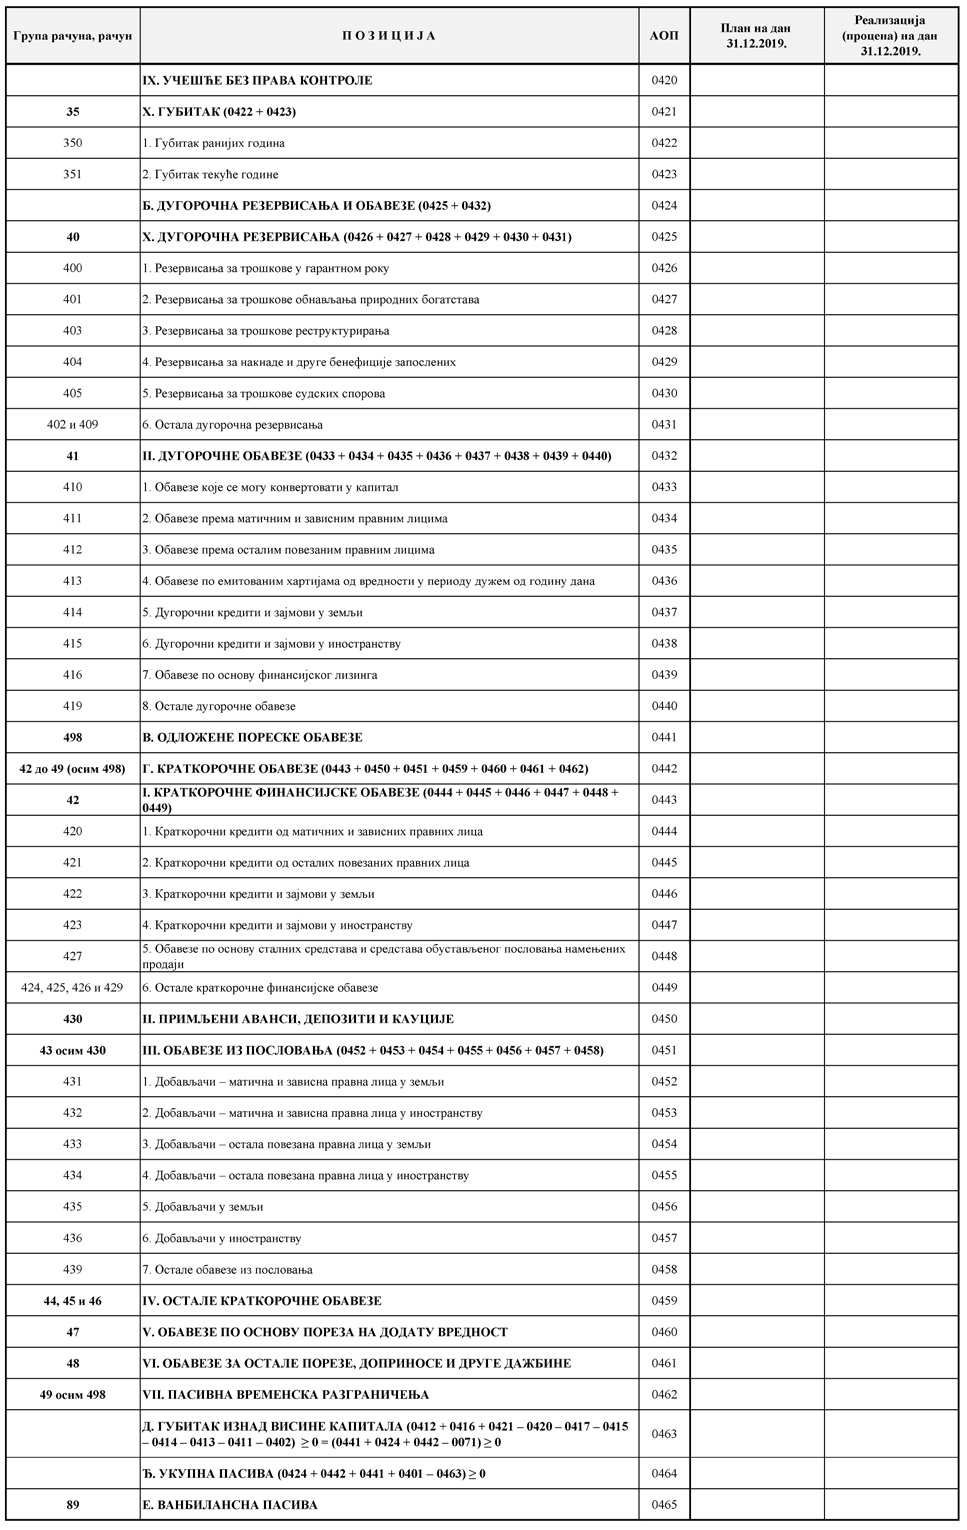 Група рачуна, рачун П О З И Ц И Ј А АОП План на дан 31.12.2019. Реализација (процена) на дан 31.12.2019.
IX. УЧЕШЋЕ БЕЗ ПРАВА КОНТРОЛЕ 0420
35 X. ГУБИТАК (0422 + 0423) 0421
350 1. Губитак ранијих година 0422
351 2. Губитак текуће године 0423
Б. ДУГОРОЧНА РЕЗЕРВИСАЊА И ОБАВЕЗЕ (0425 + 0432) 0424
40 X. ДУГОРОЧНА РЕЗЕРВИСАЊА (0426 + 0427 + 0428 + 0429 + 0430 + 0431) 0425
400 1. Резервисања за трошкове у гарантном року 0426
401 2. Резервисања за трошкове обнављања природних богатстава 0427
403 3. Резервисања за трошкове реструктурирања 0428
404 4. Резервисања за накнаде и друге бенефиције запослених 0429
405 5. Резервисања за трошкове судских спорова 0430
402 и 409 6. Остала дугорочна резервисања 0431
41 II. ДУГОРОЧНЕ ОБАВЕЗЕ (0433 + 0434 + 0435 + 0436 + 0437 + 0438 + 0439 + 0440) 0432
410 1. Обавезе које се могу конвертовати у капитал 0433
411 2. Обавезе према матичним и зависним правним лицима 0434
412 3. Обавезе према осталим повезаним правним лицима 0435
413 4. Обавезе по емитованим хартијама од вредности у периоду дужем од годину дана 0436
414 5. Дугорочни кредити и зајмови у земљи 0437
415 6. Дугорочни кредити и зајмови у иностранству 0438
416 7. Обавезе по основу финансијског лизинга 0439
419 8. Остале дугорочне обавезе 0440
498 В. ОДЛОЖЕНЕ ПОРЕСКЕ ОБАВЕЗЕ 0441
42 до 49 (осим 498) Г. КРАТКОРОЧНЕ ОБАВЕЗЕ (0443 + 0450 + 0451 + 0459 + 0460 + 0461 + 0462) 0442
42 I. КРАТКОРОЧНЕ ФИНАНСИЈСКЕ ОБАВЕЗЕ (0444 + 0445 + 0446 + 0447 + 0448 +
0449) 0443
420 1. Краткорочни кредити од матичних и зависних правних лица 0444
421 2. Краткорочни кредити од осталих повезаних правних лица 0445
422 3. Краткорочни кредити и зајмови у земљи 0446
423 4. Краткорочни кредити и зајмови у иностранству 0447
427 5. Обавезе по основу сталних средстава и средстава обустављеног пословања намењених
продаји 0448
424, 425, 426 и 429 6. Остале краткорочне финансијске обавезе 0449
430 II. ПРИМЉЕНИ АВАНСИ, ДЕПОЗИТИ И КАУЦИЈЕ 0450
43 осим 430 III. ОБАВЕЗЕ ИЗ ПОСЛОВАЊА (0452 + 0453 + 0454 + 0455 + 0456 + 0457 + 0458) 0451
431 1. Добављачи – матична и зависна правна лица у земљи 0452
432 2. Добављачи – матична и зависна правна лица у иностранству 0453
433 3. Добављачи – остала повезана правна лица у земљи 0454
434 4. Добављачи – остала повезана правна лица у иностранству 0455
435 5. Добављачи у земљи 0456
436 6. Добављачи у иностранству 0457
439 7. Остале обавезе из пословања 0458
44, 45 и 46 IV. ОСТАЛЕ КРАТКОРОЧНЕ ОБАВЕЗЕ 0459
47 V. ОБАВЕЗЕ ПО ОСНОВУ ПОРЕЗА НА ДОДАТУ ВРЕДНОСТ 0460
48 VI. ОБАВЕЗЕ ЗА ОСТАЛЕ ПОРЕЗЕ, ДОПРИНОСЕ И ДРУГЕ ДАЖБИНЕ 0461
49 осим 498 VII. ПАСИВНА ВРЕМЕНСКА РАЗГРАНИЧЕЊА 0462
Д. ГУБИТАК ИЗНАД ВИСИНЕ КАПИТАЛА (0412 + 0416 + 0421 – 0420 – 0417 – 0415
– 0414 – 0413 – 0411 – 0402) ≥ 0 = (0441 + 0424 + 0442 – 0071) ≥ 0 0463
Ђ. УКУПНА ПАСИВА (0424 + 0442 + 0441 + 0401 – 0463) ≥ 0 0464
89 Е. ВАНБИЛАНСНА ПАСИВА 0465